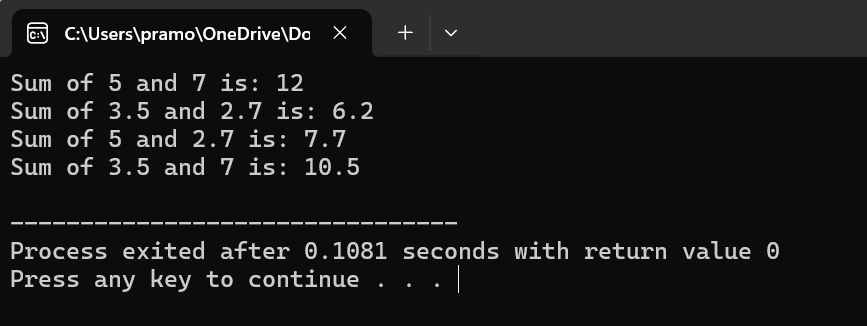 C:\Users\pramo\OneDrive\Do
Sum of 5 and 7 is: 12
Sum of 3.5 and 2.7 is: 6.2
Sum of 5 and 2.7 is: 7.7
Sum of 3.5 and 7 is: 10.5
--------------------------------
Process exited after 0.1081 seconds with return value 0
Press any key to continue . . .